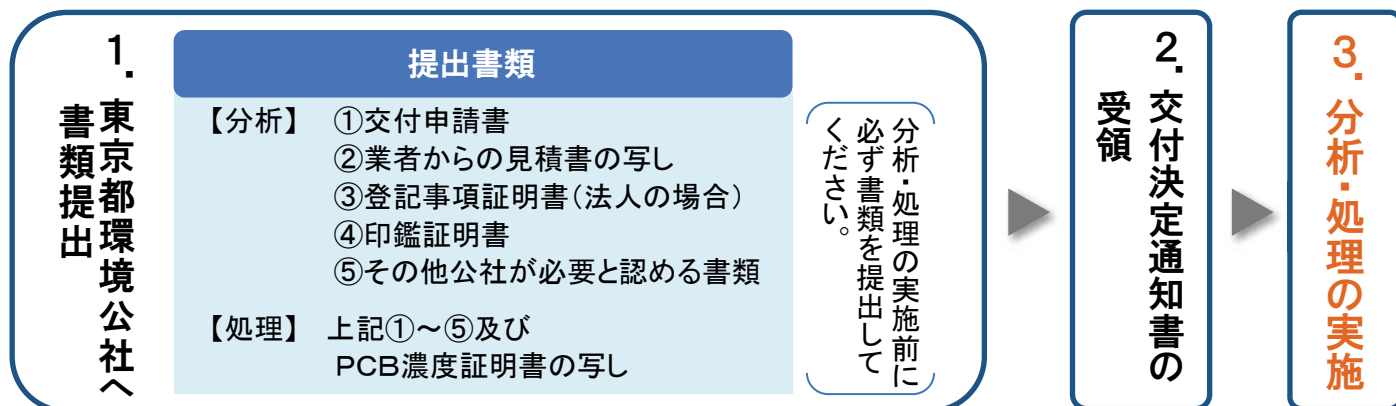 1.東京都環境公社へ
書類提出
提出書類
【分析】 ①交付申請書
②業者からの見積書の写し
③登記事項証明書(法人の場合)
④印鑑証明書
⑤その他公社が必要と認める書類
【処理】 上記①～⑤及び
PCB濃度証明書の写し
分析・処理の実施前に
必ず書類を提出して
ください。
2.交付決定通知書の
受領
3.分析・処理の実施